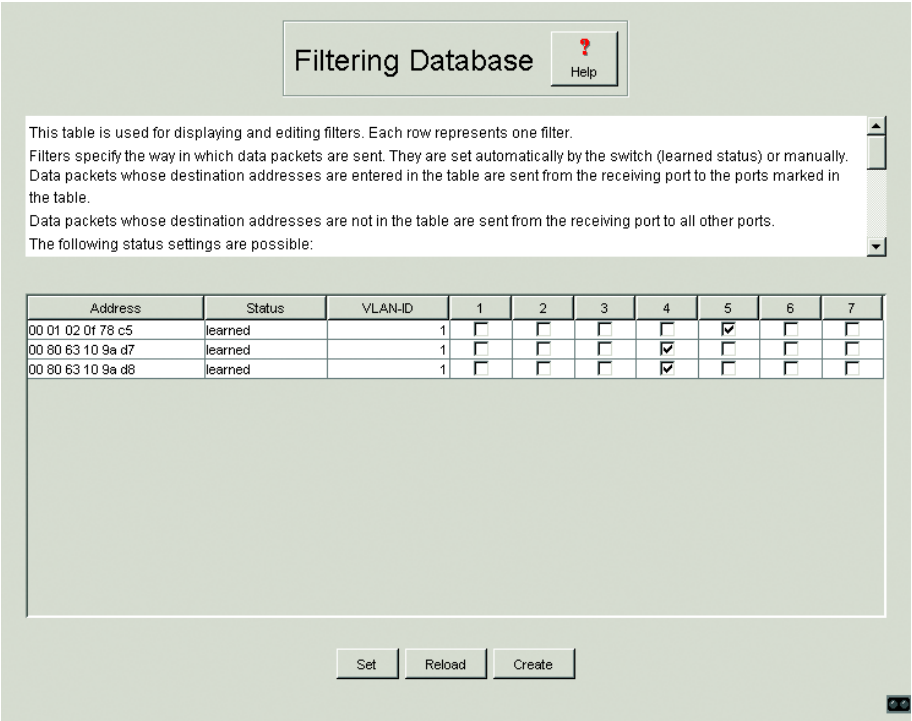 Filtering Database
?
Help
This table is used for displaying and editing filters. Each row represents one filter.
Filters specify the way in which data packets are sent. They are set automatically by the switch (learned status) or manually.
Data packets whose destination addresses are entered in the table are sent from the receiving port to the ports marked in
the table.
Data packets whose destination addresses are not in the table are sent from the receiving port to all other ports.
The following status settings are possible:
Address Status VLAN-ID 1 2 3 4 5 6 7
00 01 02 0f 78 c5 learned 1
00 80 63 10 9a d7 learned 1
00 80 63 10 9a d8 learned 1
Set Reload Create